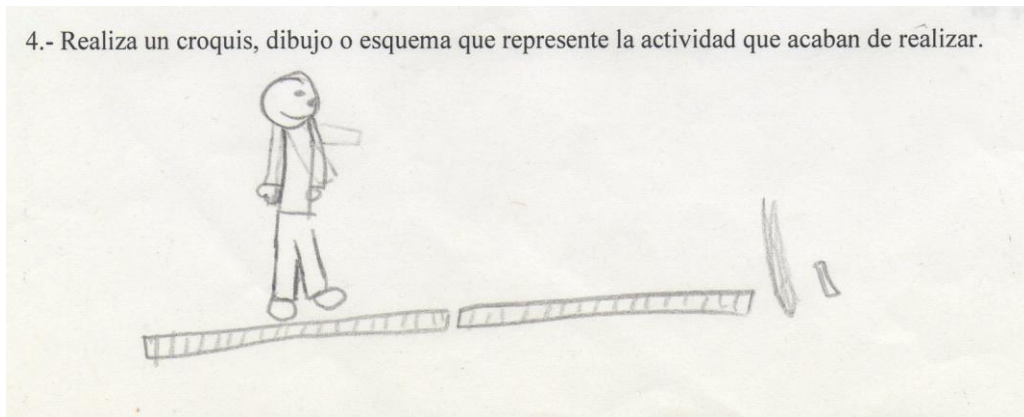 4.- Realiza un croquis, dibujo o esquema que represente la actividad que acaban de realizar.